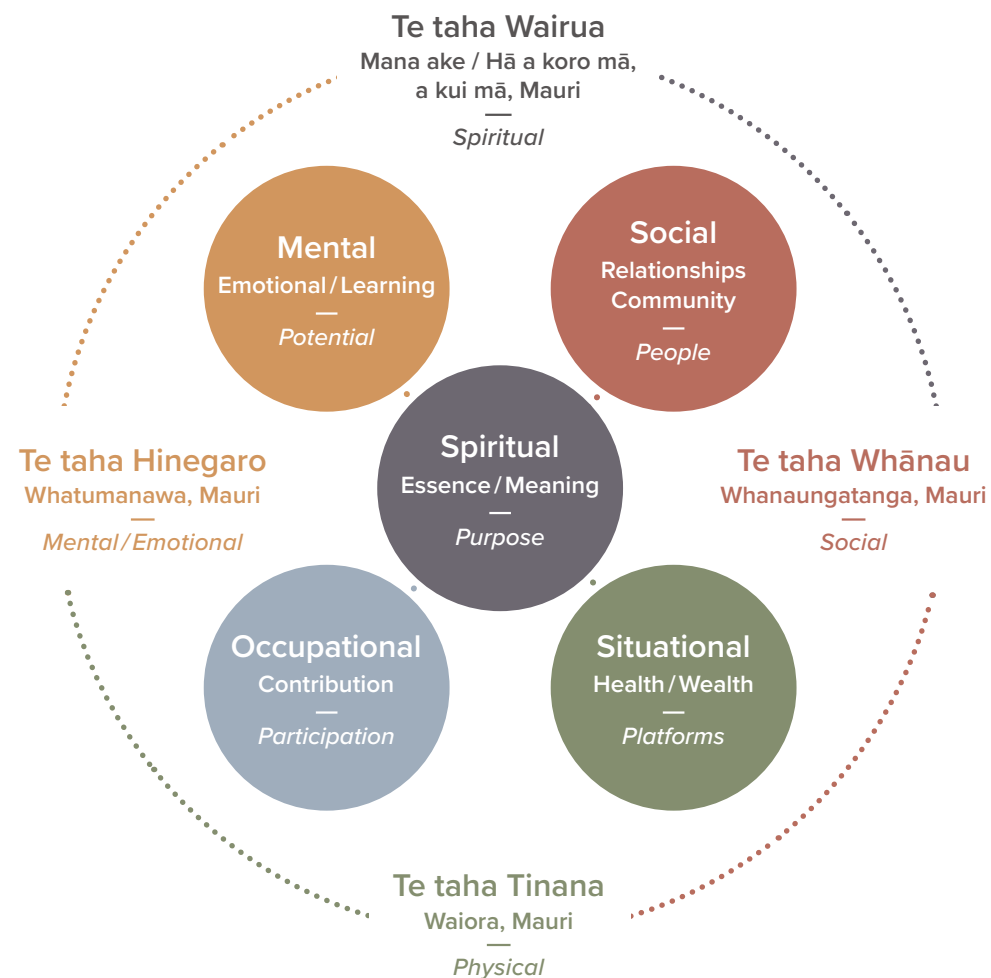 Te taha Wairua
Mana ake / Hā a koro mā,
a kui mā, Mauri
Spiritual
Mental
Emotional / Learning
Potential
Social
Relationships
Community
People
Te taha Hinegaro
Whatumanawa, Mauri
Mental / Emotional
Spiritual
Essence / Meaning
Purpose
Te taha Whānau
Whanaungatanga, Mauri
Social
Occupational
Contribution
Participation
Situational
Health / Wealth
Platforms
Te taha Tinana
Waiora, Mauri
Physical